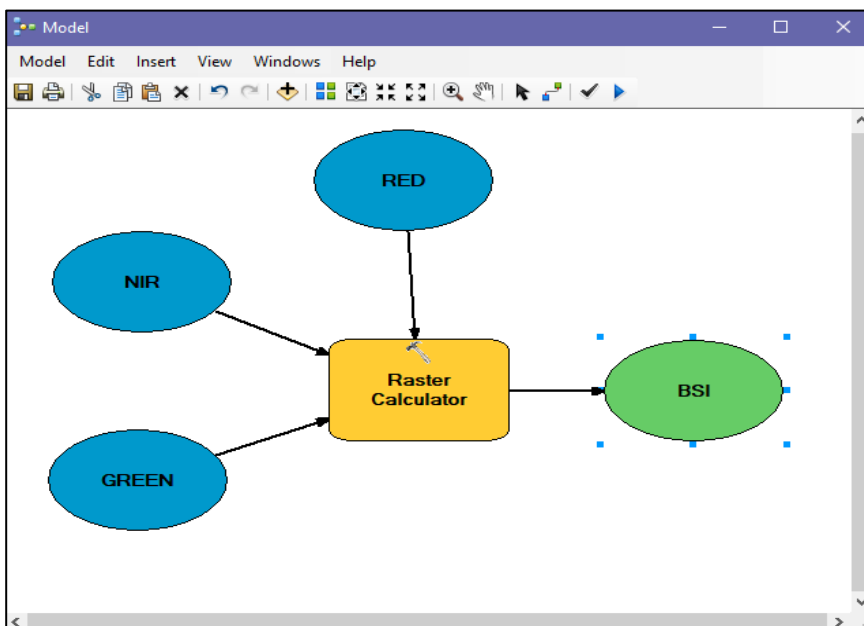 Model
Model Edit Insert View Windows Help
RED
NIR
Raster
Calculator
BSI
GREEN